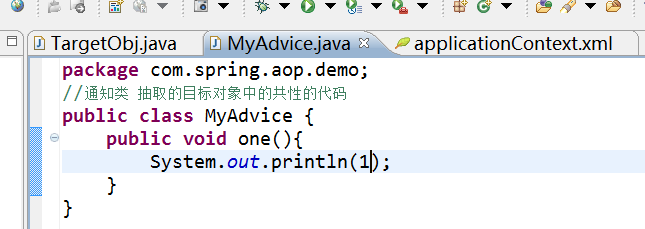 TargetObj.java MyAdvice.java applicationContext.xml
package com.spring.aop.demo;
//通知类 抽取的目标对象中的共性的代码
public class MyAdvice {
    public void one(){
        System.out.println(1);
    }
}